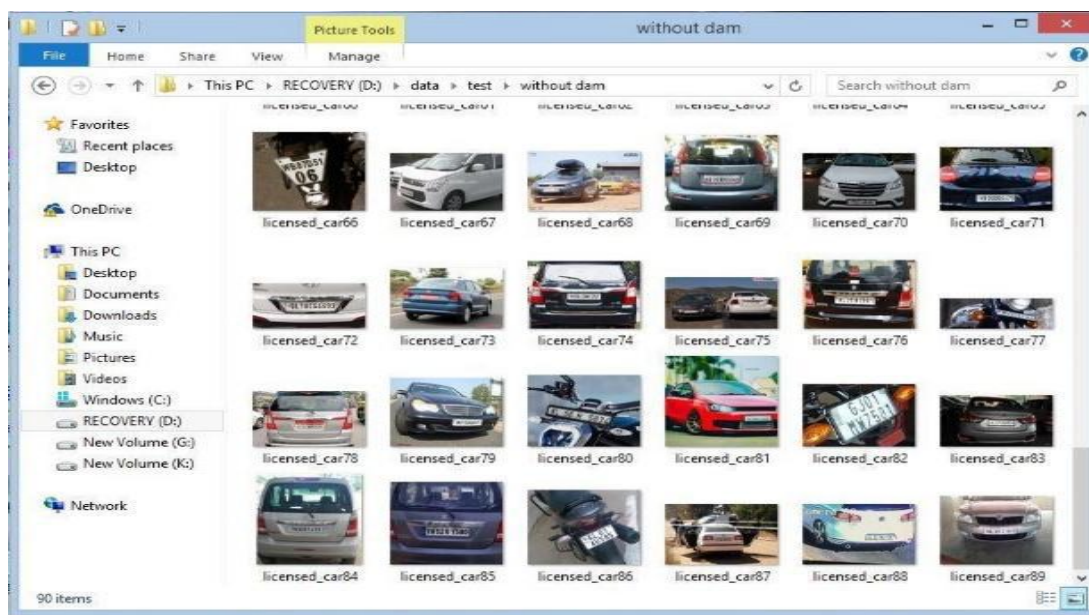 Picture Tools
without dam
File Home Share View Manage
This PC RECOVERY (D:) data test without dam
Search without dam
Favorites
Recent places
Desktop
OneDrive
This PC
Desktop
Documents
Downloads
Music
Pictures
Videos
Windows (C:)
RECOVERY (D:)
New Volume (G:)
New Volume (K:)
Network
licensed_car66 licensed_car67 licensed_car68 licensed_car69 licensed_car70 licensed_car71
licensed_car72 licensed_car73 licensed_car74 licensed_car75 licensed_car76 licensed_car77
GJ01
licensed_car78 licensed_car79 licensed_car80 licensed_car81 licensed_car82 licensed_car83
licensed_car84 licensed_car85 licensed_car86 licensed_car87 licensed_car88 licensed_car89
90 items